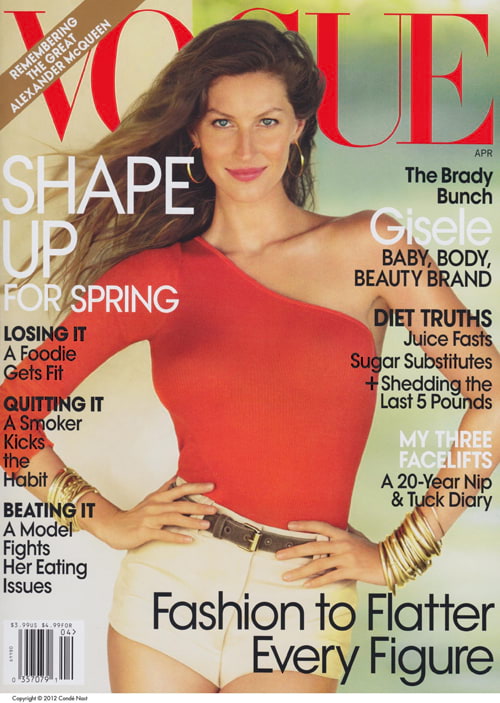 VOGUE
REMEMBERING
THE GREAT
ALEXANDER McQUEEN
APR
SHAPE
UP
FOR SPRING
LOSING IT
A Foodie
Gets Fit
QUITTING IT
A Smoker
Kicks
the
Habit
BEATING IT
A Model
Fights
Her Eating
Issues
The Brady
Bunch
Gisele
BABY, BODY,
BEAUTY BRAND
DIET TRUTHS
Juice Fasts
Sugar Substitutes
+Shedding the
Last 5 Pounds
MY THREE
FACELIFTS
A 20-Year Nip
& Tuck Diary
Fashion to Flatter
Every Figure
$3.99US $4.99FOR
04>
0 357079 1
Copyright © 2012 Condé Nast